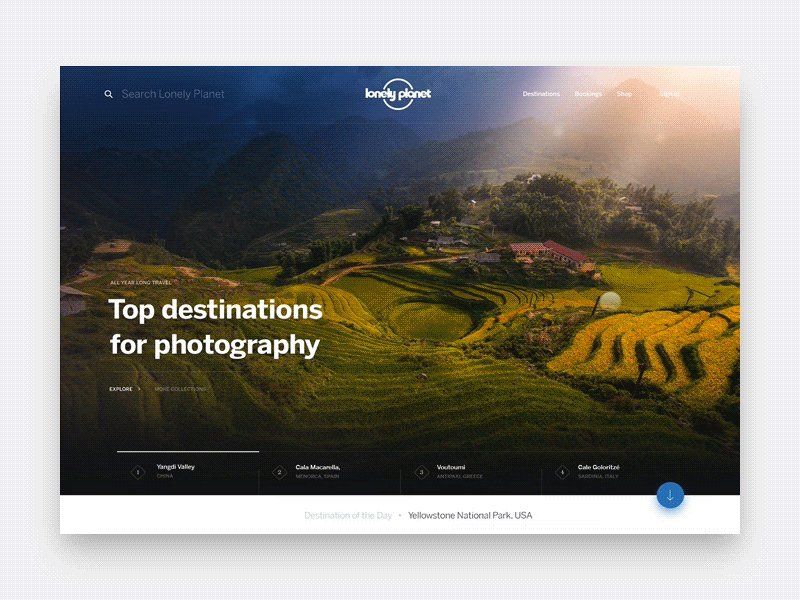 Search Lonely Planet
lonely planet
Destinations
Bookings
Shop
Sign in
ALL YEAR LONG TRAVEL
Top destinations
for photography
EXPLORE
MORE COLLECTIONS
1
Yangdi Valley
CHINA
2
Cala Macarella,
MENORCA, SPAIN
3
Voutoumi
ANTIPAXI, GREECE
4
Cale Goloritzé
SARDINIA, ITALY
Destination of the Day • Yellowstone National Park, USA